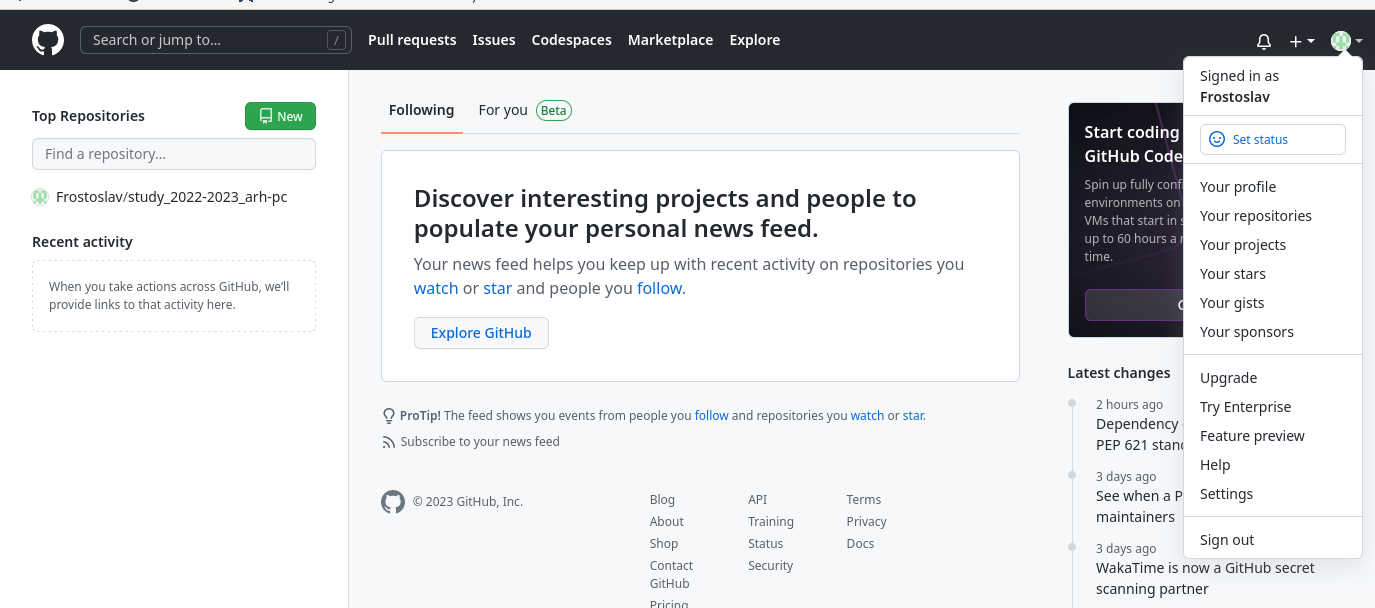 Search or jump to...
/
Pull requests
Issues
Codespaces
Marketplace
Explore
Top Repositories
New
Find a repository…
Frostoslav/study_2022-2023_arh-pc
Recent activity
When you take actions across GitHub, we’ll
provide links to that activity here.
Following
For you
Beta
Discover interesting projects and people to
populate your personal news feed.
Your news feed helps you keep up with recent activity on repositories you
watch or star and people you follow.
Explore GitHub
ProTip! The feed shows you events from people you follow and repositories you watch or star.
Subscribe to your news feed
© 2023 GitHub, Inc.
Blog
About
Shop
Contact
GitHub
Pricing
API
Training
Status
Security
Terms
Privacy
Docs
Start coding
GitHub Code
Spin up fully
environments on
VMs that start in
up to 60 hours a
time.
Latest changes
2 hours ago
Dependency
PEP 621
3 days ago
See when a
maintainers
3 days ago
WakaTime is now a GitHub secret
scanning partner
Signed in as
Frostoslav
Set status
Your profile
Your repositories
Your projects
Your stars
Your gists
Your sponsors
Upgrade
Try Enterprise
Feature preview
Help
Settings
Sign out